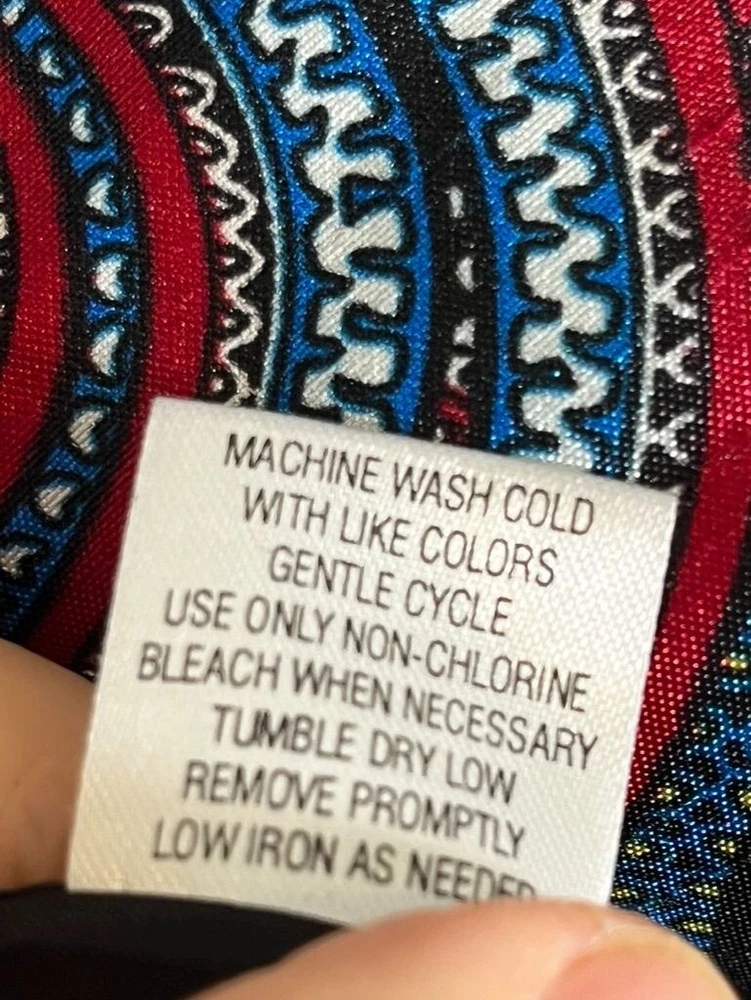 MACHINE WASH COLD
WITH LIKE COLORS
GENTLE CYCLE
USE ONLY NON-CHLORINE
BLEACH WHEN NECESSARY
TUMBLE DRY LOW
REMOVE PROMPTLY
LOW IRON AS NEEDED